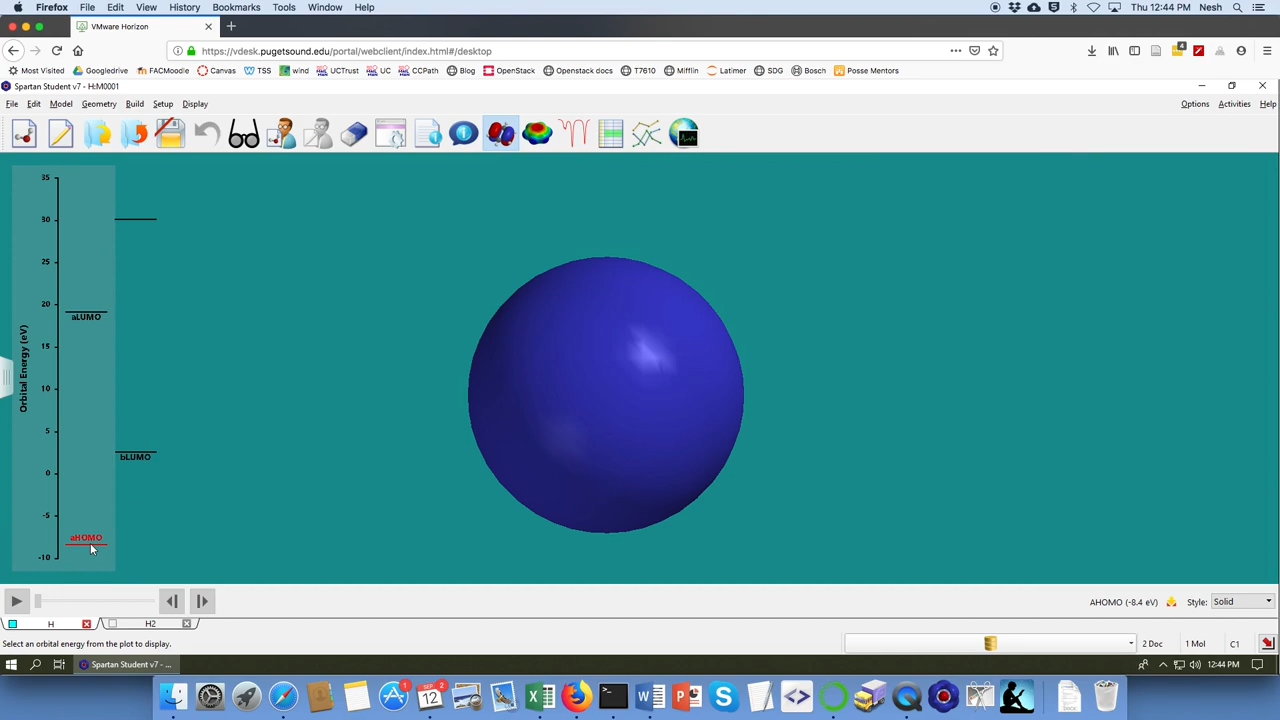 Firefox File Edit View History Bookmarks Tools Window Help Thu 12:44 PM Nesh
VMware Horizon
https://vdesk.pugetsound.edu/portal/webclient/index.html#/desktop
Most Visited Googledrive FACMoodle Canvas TSS wind UCTrust UC CCPath Blog OpenStack Openstack docs T7610 Mifflin Latimer SDG Bosch Posse Mentors
Spartan Student v7 - H:M0001
File Edit Model Geometry Build Setup Display Options Activities Help
35
30
25
20
aLUMO
15
Orbital Energy (eV)
10
5
bLUMO
0
-5
aHOMO
-10
AHOMO (-8.4 eV) Style: Solid
H H2
Select an orbital energy from the plot to display. 2 Doc 1 Mol C1
Spartan Student v7 - ... 12:44 PM
SEP 12